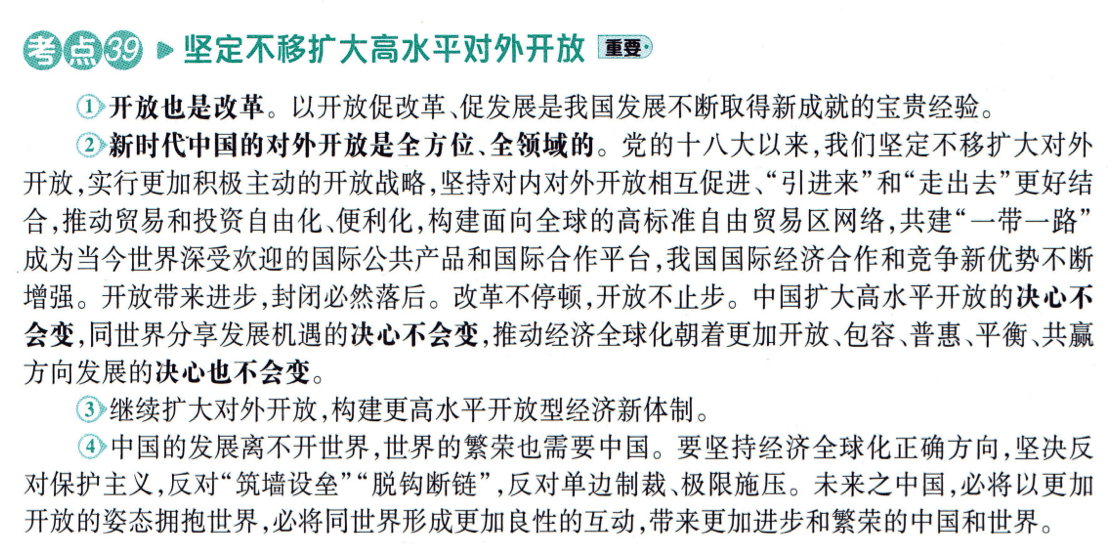 考点39 ▶ 坚定不移扩大高水平对外开放 重要
①开放也是改革。以开放促改革、促发展是我国发展不断取得新成就的宝贵经验。
②新时代中国的对外开放是全方位、全领域的。党的十八大以来,我们坚定不移扩大对外
开放,实行更加积极主动的开放战略,坚持对内对外开放相互促进、“引进来”和“走出去”更好结
合,推动贸易和投资自由化、便利化,构建面向全球的高标准自由贸易区网络,共建“一带一路”
成为当今世界深受欢迎的国际公共产品和国际合作平台,我国国际经济合作和竞争新优势不断
增强。开放带来进步,封闭必然落后。改革不停顿,开放不止步。中国扩大高水平开放的决心不
会变,同世界分享发展机遇的决心不会变,推动经济全球化朝着更加开放、包容、普惠、平衡、共赢
方向发展的决心也不会变。
③继续扩大对外开放,构建更高水平开放型经济新体制。
④中国的发展离不开世界,世界的繁荣也需要中国。要坚持经济全球化正确方向,坚决反
对保护主义,反对“筑墙设垒”“脱钩断链”,反对单边制裁、极限施压。未来之中国,必将以更加
开放的姿态拥抱世界,必将同世界形成更加良性的互动,带来更加进步和繁荣的中国和世界。